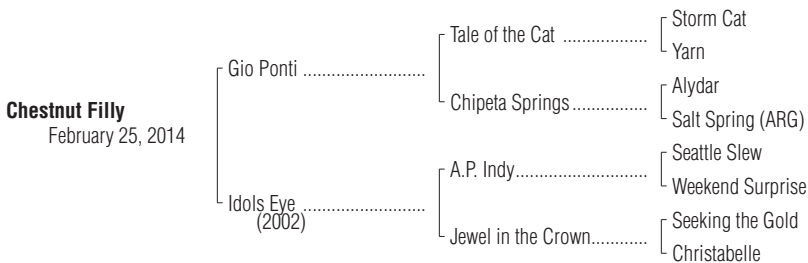 Storm Cat
Tale of the Cat ..................
Yarn
Gio Ponti ..........................
Alydar
Chipeta Springs................
Salt Spring (ARG)
Chestnut Filly
February 25, 2014
Seattle Slew
A.P. Indy............................
Weekend Surprise
Idols Eye ..........................
(2002)
Seeking the Gold
Jewel in the Crown............
Christabelle